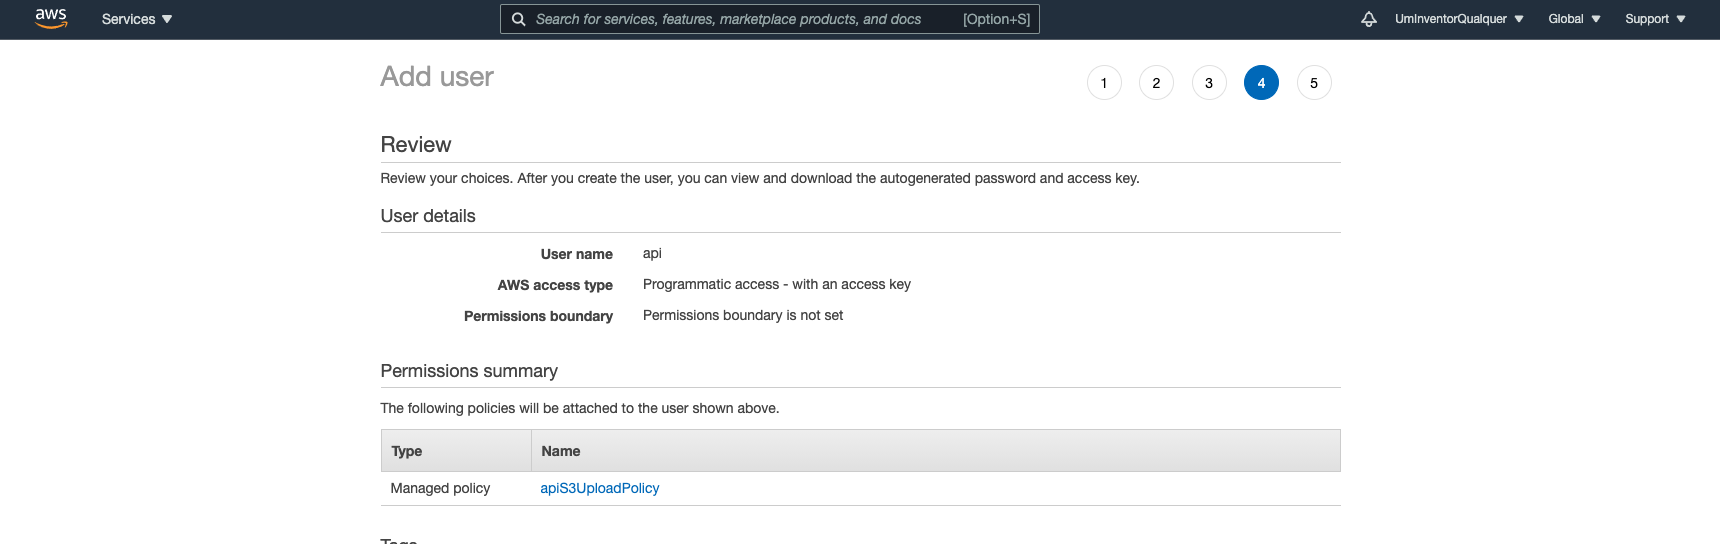 aws Services Search for services, features, marketplace products, and docs [Option+S] UmInventorQualquer Global Support
Add user 1 2 3 4 5
Review
Review your choices. After you create the user, you can view and download the autogenerated password and access key.
User details
User name api
AWS access type Programmatic access - with an access key
Permissions boundary Permissions boundary is not set
Permissions summary
The following policies will be attached to the user shown above.
Type Name
Managed policy apiS3UploadPolicy
Tags